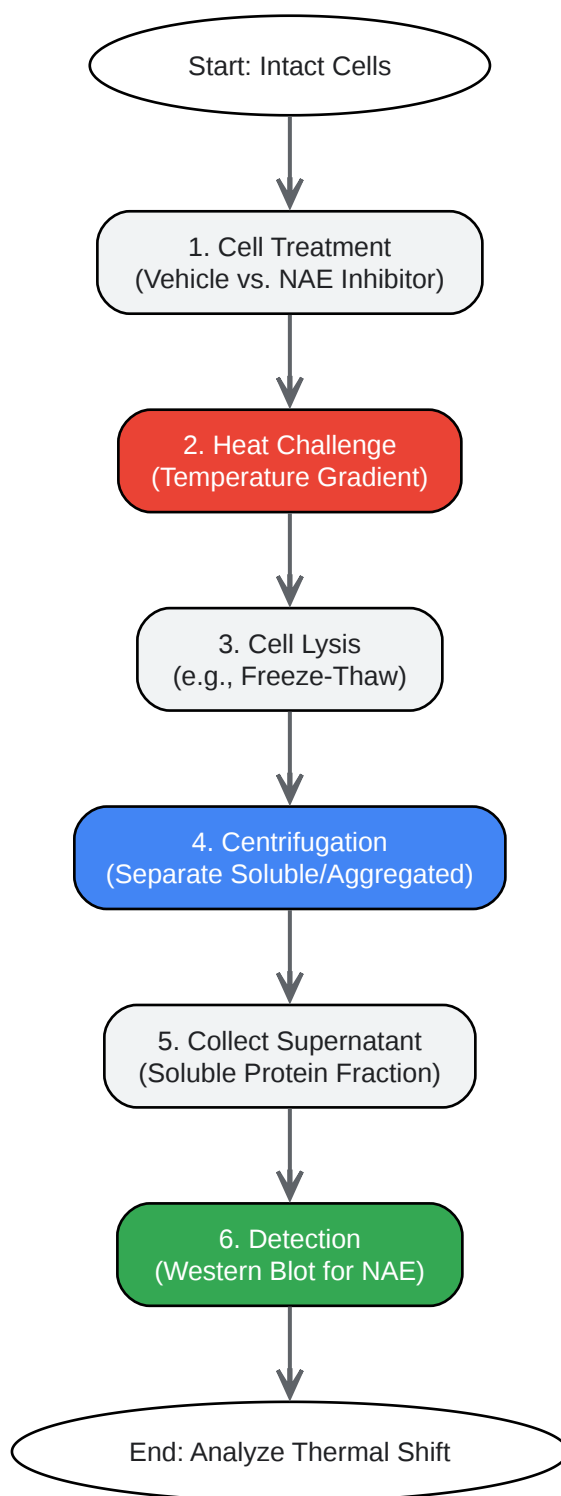 Start: Intact Cells
1. Cell Treatment
(Vehicle vs. NAE Inhibitor)
2. Heat Challenge
(Temperature Gradient)
3. Cell Lysis
(e.g., Freeze-Thaw)
4. Centrifugation
(Separate Soluble/Aggregated)
5. Collect Supernatant
(Soluble Protein Fraction)
6. Detection
(Western Blot for NAE)
End: Analyze Thermal Shift